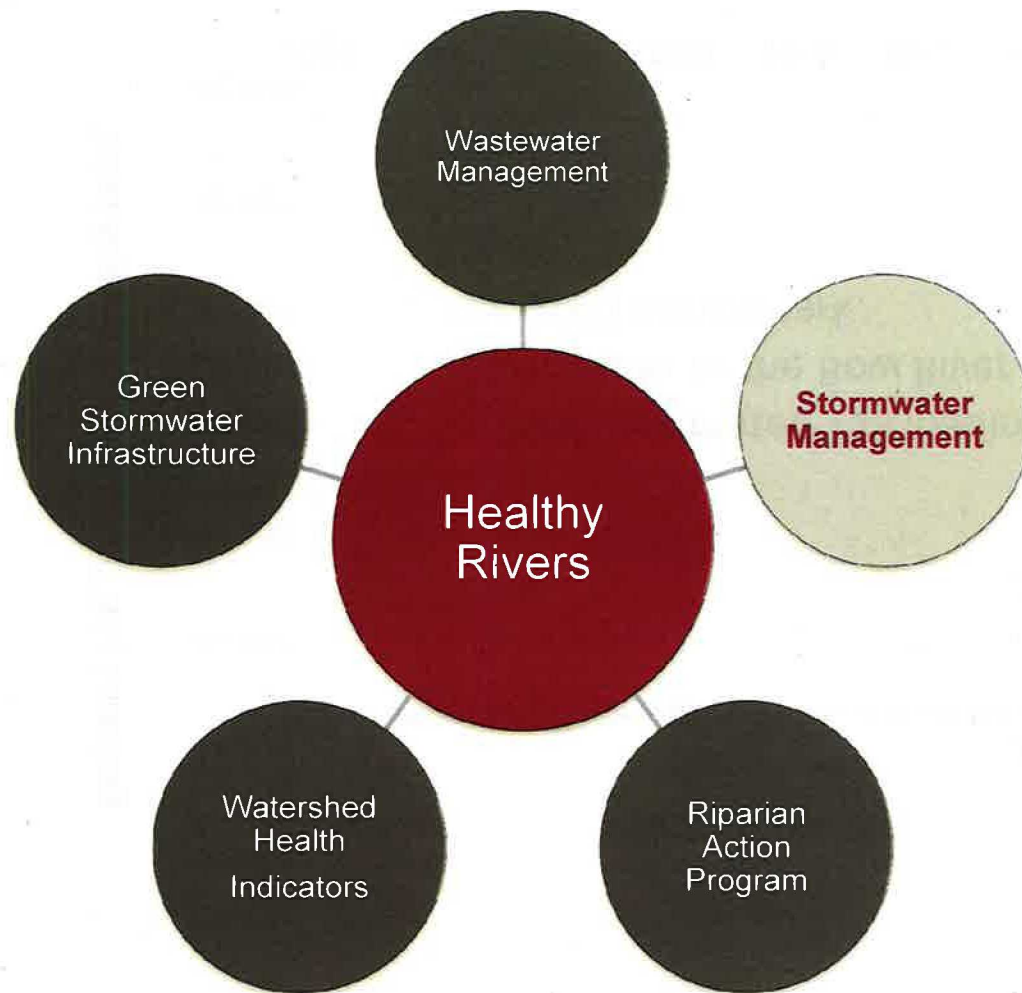 Wastewater
Management
Green
Stormwater
Infrastructure
Stormwater
Management
Healthy
Rivers
Watershed
Health
Indicators
Riparian
Action
Program